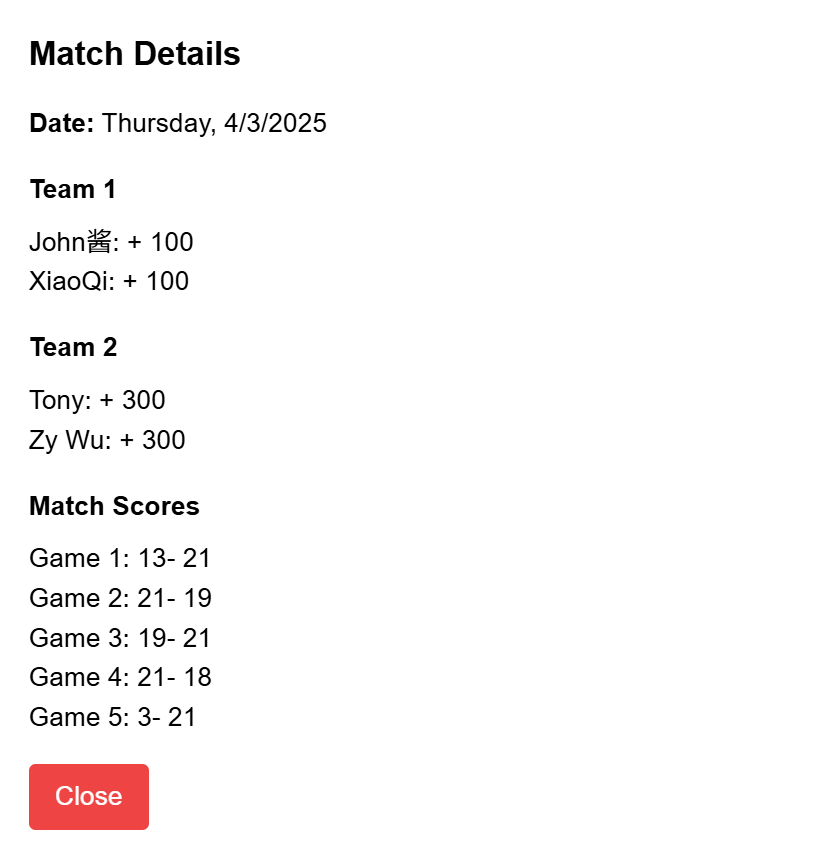 Match Details
Date: Thursday, 4/3/2025
Team 1
John酱: + 100
XiaoQi: + 100
Team 2
Tony: + 300
Zy Wu: + 300
Match Scores
Game 1: 13- 21
Game 2: 21- 19
Game 3: 19- 21
Game 4: 21- 18
Game 5: 3- 21
Close